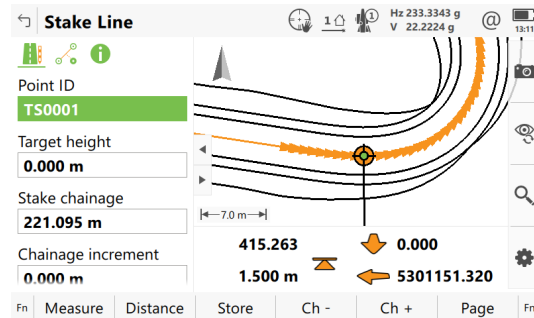 Stake Line
1
1
Hz 233.3343 g
V 22.2224 g
@
13:11
Point ID
TS0001
Target height
0.000 m
Stake chainage
221.095 m
Chainage increment
0.000 m
7.0 m
415.263
0.000
1.500 m
5301151.320
Fn Measure Distance Store Ch - Ch + Page Fn